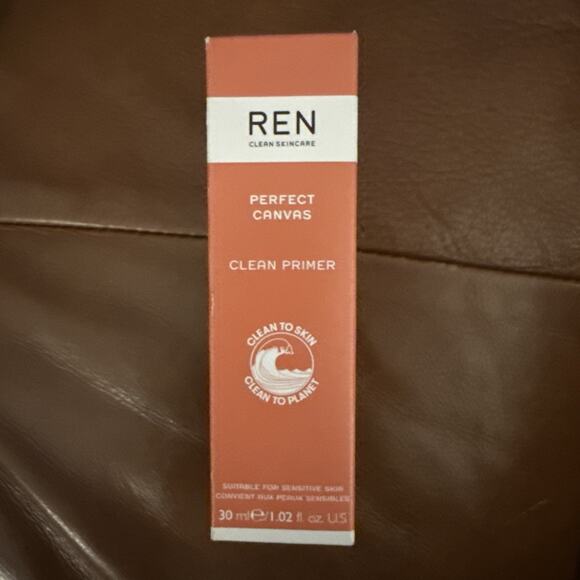 REN
CLEAN SKINCARE
PERFECT
CANVAS
CLEAN PRIMER
CLEAN TO SKIN
CLEAN TO PLANET
SUITABLE FOR SENSITIVE SKIN
CONVIENT AUX PEAUX SENSIBLES
30 ml℮/1.02 fl. oz. U.S